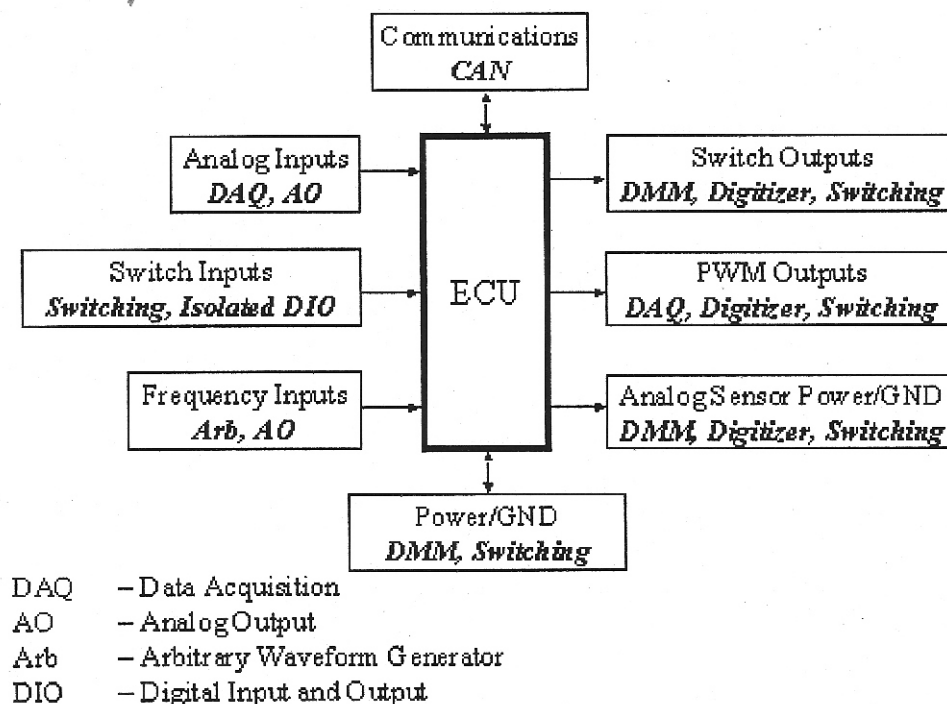 Communications
CAN
Analog Inputs
DAQ, AO
Switch Inputs
Switching, Isolated DIO
Frequency Inputs
Arb, AO
ECU
Switch Outputs
DMM, Digitizer, Switching
PWM Outputs
DAQ, Digitizer, Switching
Analog Sensor Power/GND
DMM, Digitizer, Switching
Power/GND
DMM, Switching
DAQ – Data Acquisition
AO – Analog Output
Arb – Arbitrary Waveform Generator
DIO – Digital Input and Output